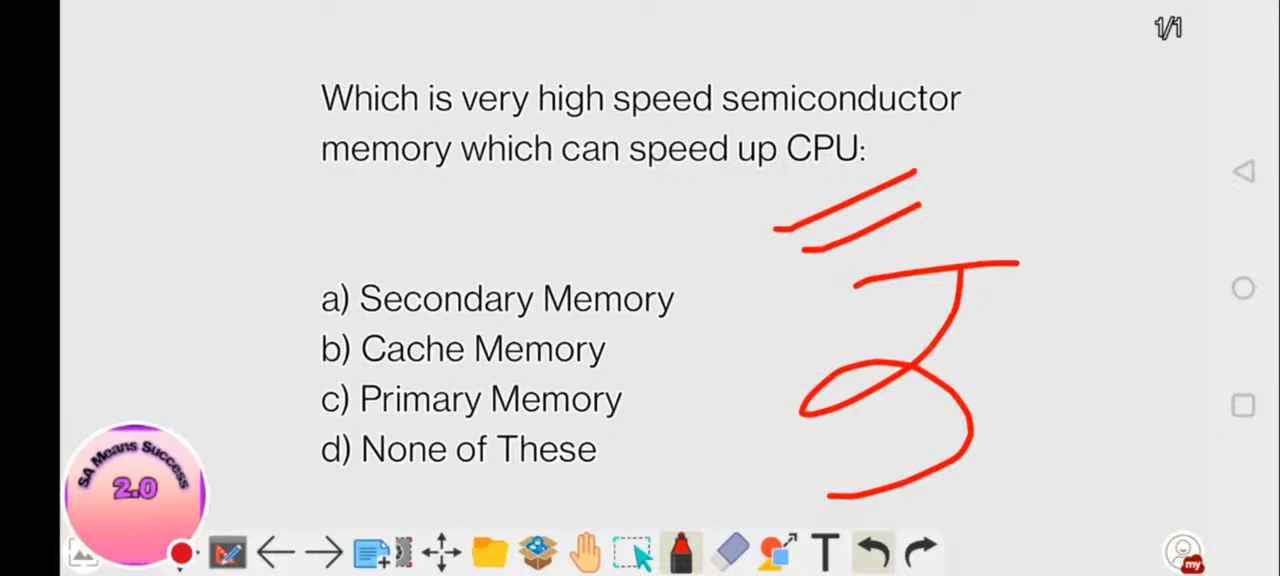 1/1
Which is very high speed semiconductor
memory which can speed up CPU:
a) Secondary Memory
b) Cache Memory
c) Primary Memory
d) None of These
SA Means Success
2.0
T
my